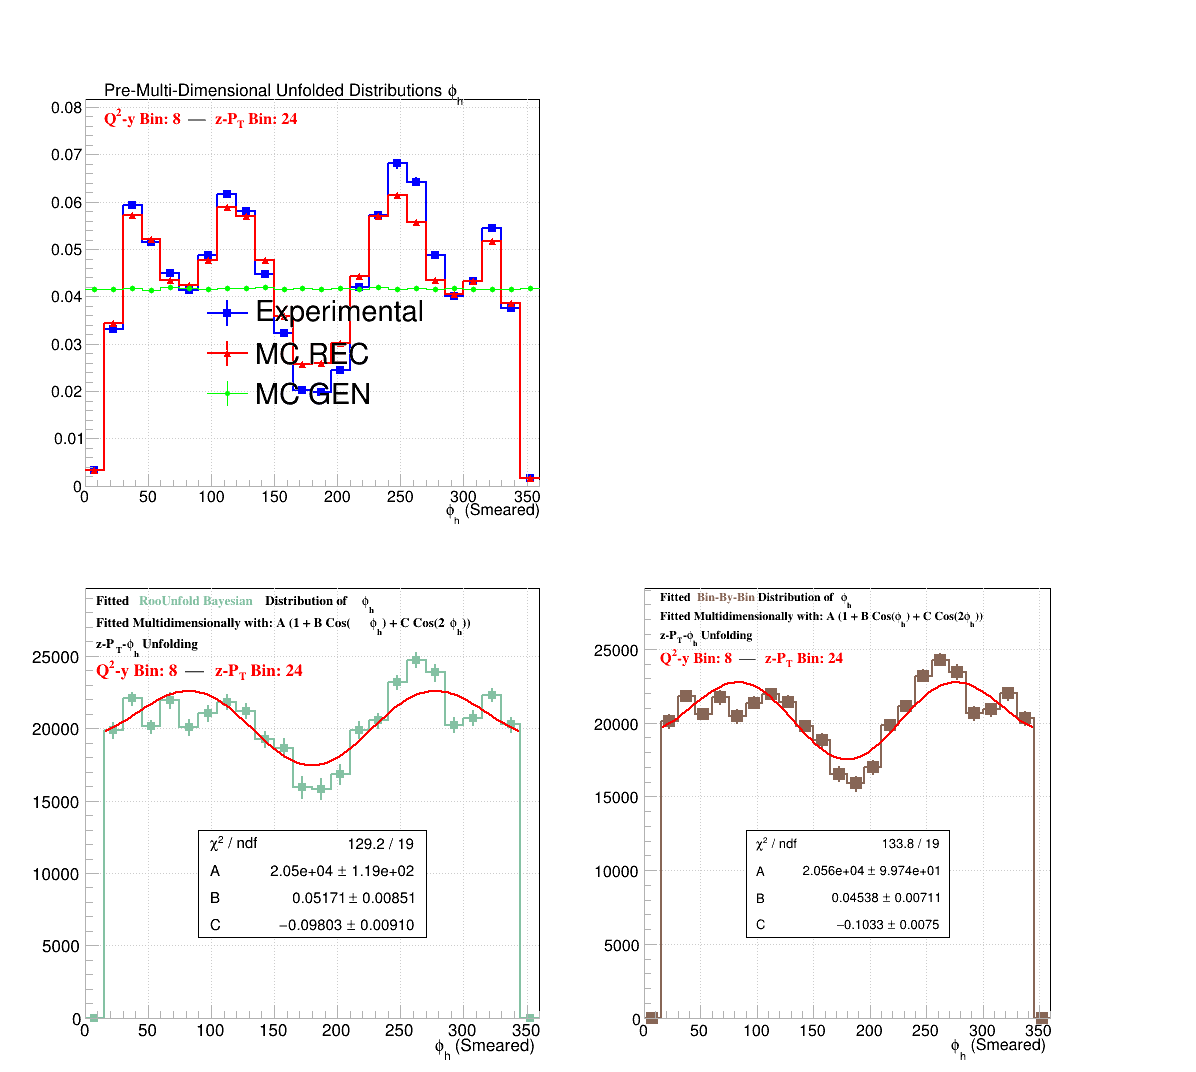 Pre-Multi-Dimensional Unfolded Distributions ϕh
Q2-y Bin: 8 — z-PT Bin: 24
0.08
0.07
0.06
0.05
0.04
0.03
0.02
0.01
0
Experimental
MC REC
MC GEN
0 50 100 150 200 250 300 350
ϕh (Smeared)
Fitted RooUnfold Bayesian Distribution of ϕh
Fitted Multidimensionally with: A (1 + B Cos( ϕh) + C Cos(2 ϕh))
z-PT-ϕh Unfolding
Q2-y Bin: 8 — z-PT Bin: 24
25000
20000
15000
10000
5000
0
χ2 / ndf 129.2 / 19
A 2.05e+04 ± 1.19e+02
B 0.05171 ± 0.00851
C −0.09803 ± 0.00910
0 50 100 150 200 250 300 350
ϕh (Smeared)
Fitted Bin-By-Bin Distribution of ϕh
Fitted Multidimensionally with: A (1 + B Cos(ϕh) + C Cos(2ϕh))
z-PT-ϕh Unfolding
Q2-y Bin: 8 — z-PT Bin: 24
25000
20000
15000
10000
5000
0
χ2 / ndf 133.8 / 19
A 2.056e+04 ± 9.974e+01
B 0.04538 ± 0.00711
C −0.1033 ± 0.0075
0 50 100 150 200 250 300 350
ϕh (Smeared)